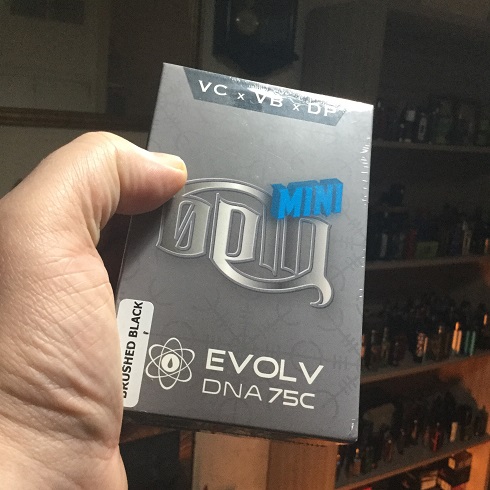 VC x VB x DP
MINI
ODIN
BRUSHED BLACK
EVOLV
DNA 75C